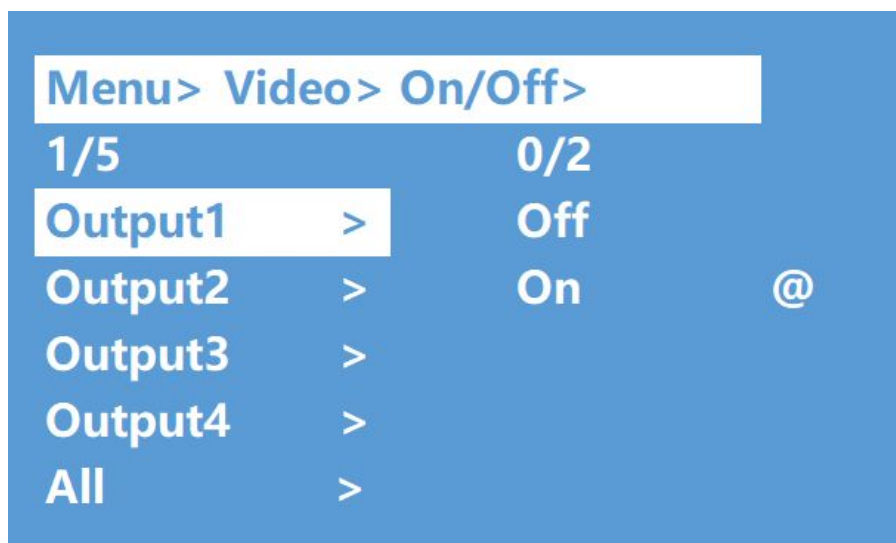 Menu> Video> On/Off>
1/5 0/2
Output1 > Off
Output2 > On @
Output3 >
Output4 >
All >